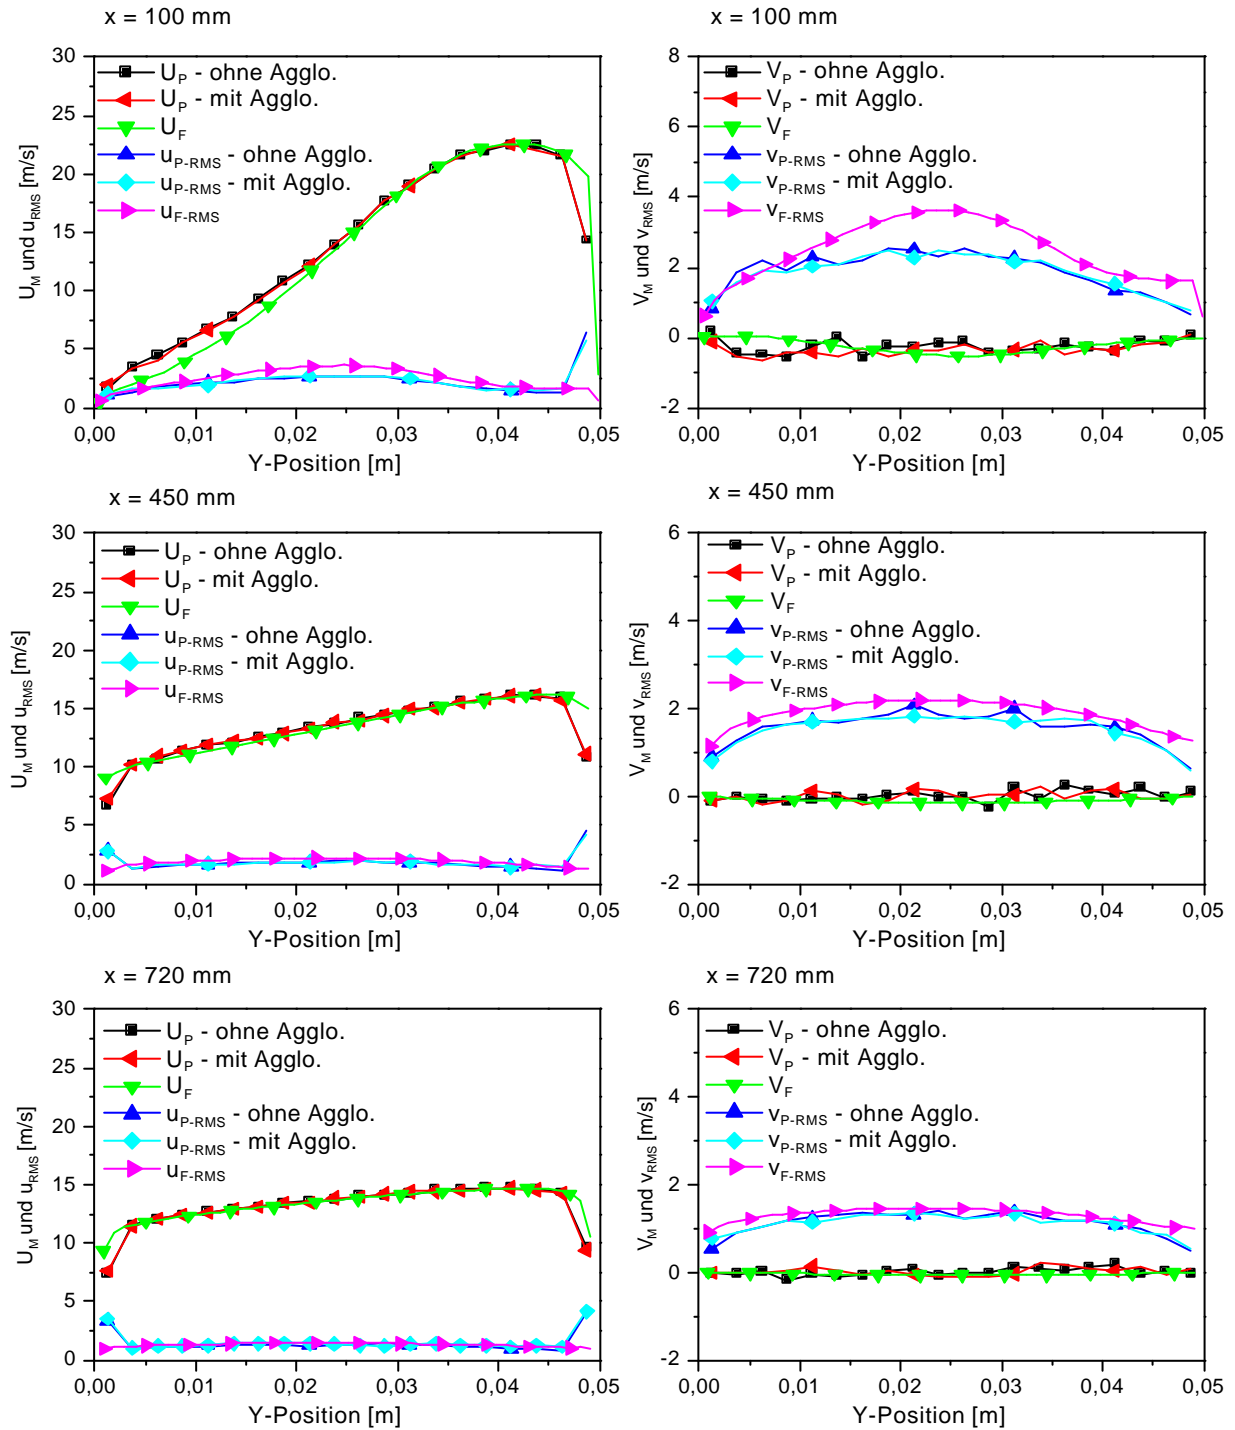 x = 100 mm
30
25
20
15
10
5
0
U_M und u_RMS [m/s]
U_P - ohne Agglo.
U_P - mit Agglo.
U_F
u_P-RMS - ohne Agglo.
u_P-RMS - mit Agglo.
u_F-RMS
0,00 0,01 0,02 0,03 0,04 0,05
Y-Position [m]
x = 100 mm
8
6
4
2
0
-2
V_M und v_RMS [m/s]
V_P - ohne Agglo.
V_P - mit Agglo.
V_F
v_P-RMS - ohne Agglo.
v_P-RMS - mit Agglo.
v_F-RMS
0,00 0,01 0,02 0,03 0,04 0,05
Y-Position [m]
x = 450 mm
30
25
20
15
10
5
0
U_M und u_RMS [m/s]
U_P - ohne Agglo.
U_P - mit Agglo.
U_F
u_P-RMS - ohne Agglo.
u_P-RMS - mit Agglo.
u_F-RMS
0,00 0,01 0,02 0,03 0,04 0,05
Y-Position [m]
x = 450 mm
6
4
2
0
-2
V_M und v_RMS [m/s]
V_P - ohne Agglo.
V_P - mit Agglo.
V_F
v_P-RMS - ohne Agglo.
v_P-RMS - mit Agglo.
v_F-RMS
0,00 0,01 0,02 0,03 0,04 0,05
Y-Position [m]
x = 720 mm
30
25
20
15
10
5
0
U_M und u_RMS [m/s]
U_P - ohne Agglo.
U_P - mit Agglo.
U_F
u_P-RMS - ohne Agglo.
u_P-RMS - mit Agglo.
u_F-RMS
0,00 0,01 0,02 0,03 0,04 0,05
Y-Position [m]
x = 720 mm
6
4
2
0
-2
V_M und v_RMS [m/s]
V_P - ohne Agglo.
V_P - mit Agglo.
V_F
v_P-RMS - ohne Agglo.
v_P-RMS - mit Agglo.
v_F-RMS
0,00 0,01 0,02 0,03 0,04 0,05
Y-Position [m]